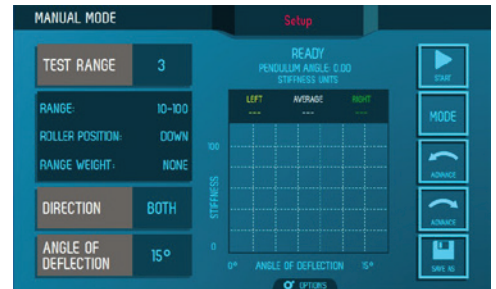 MANUAL MODE
Setup
TEST RANGE 3
RANGE: 10-100
ROLLER POSITION: DOWN
RANGE WEIGHT: NONE
DIRECTION BOTH
ANGLE OF
DEFLECTION 15°
READY
PENDULUM ANGLE: 0.00
STIFFNESS UNITS
LEFT AVERAGE RIGHT
--- --- ---
100
STIFFNESS
0
0° ANGLE OF DEFLECTION 15°
OPTIONS
START
MODE
ADVANCE
ADVANCE
SAVE